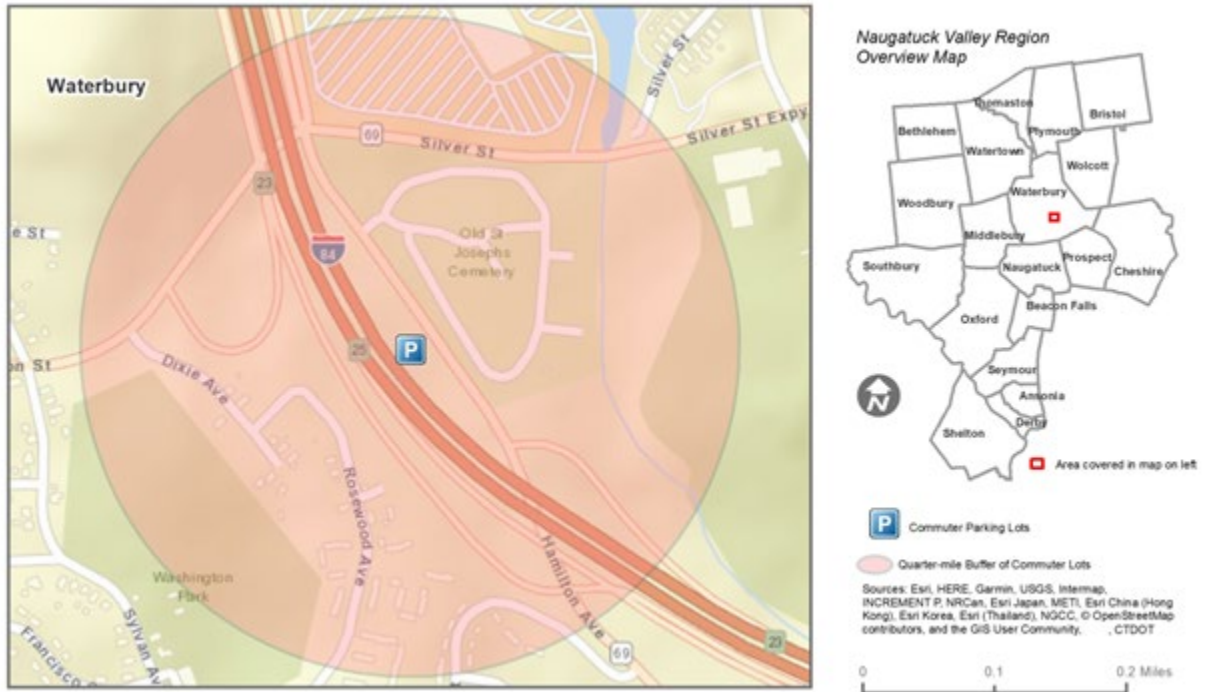 Waterbury
69
Silver St
Silver St
Silver St Expy
23
e St
84
Old St
Josephs
Cemetery
25
P
on St
Dixie Ave
Rosewood Ave
Hamilton Ave
Washington
Park
Sylvan Av
Francisco
69
23
Naugatuck Valley Region
Overview Map
Thomaston
Bristol
Bethlehem
Plymouth
Watertown
Wolcott
Waterbury
Woodbury
Middlebury
Southbury
Naugatuck
Prospect
Cheshire
Beacon Falls
Oxford
Seymour
Ansonia
Derby
Shelton
N
Area covered in map on left
P Commuter Parking Lots
Quarter-mile Buffer of Commuter Lots
Sources: Esri, HERE, Garmin, USGS, Intermap,
INCREMENT P, NRCan, Esri Japan, METI, Esri China (Hong
Kong), Esri Korea, Esri (Thailand), NGCC, © OpenStreetMap
contributors, and the GIS User Community, , CTDOT
0 0.1 0.2 Miles